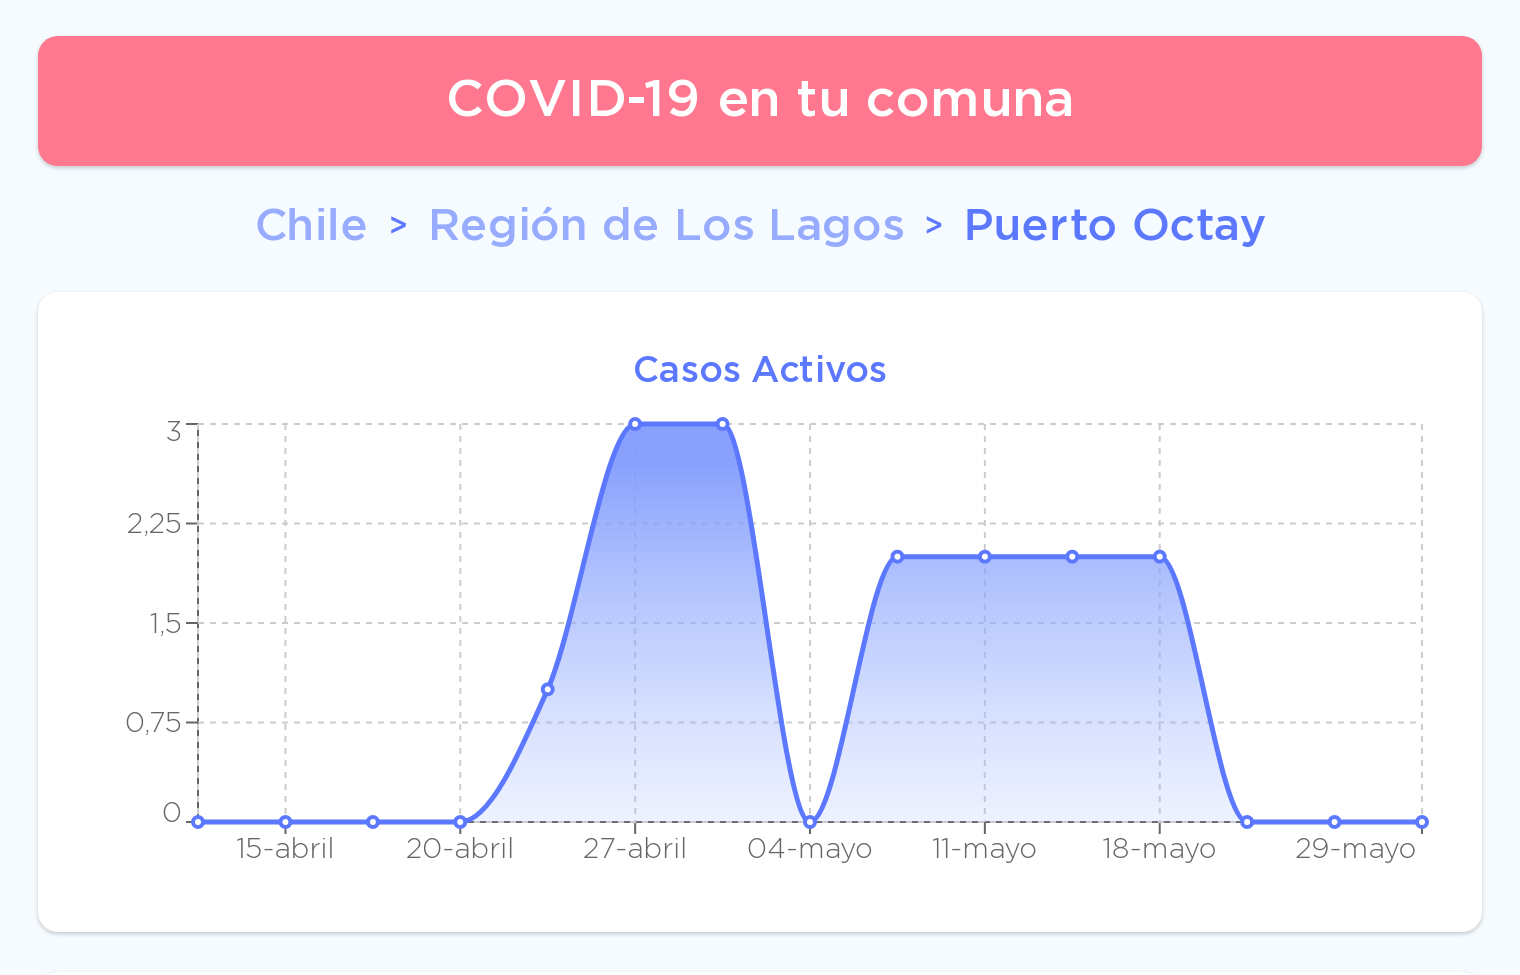 COVID-19 en tu comuna
Chile > Región de Los Lagos > Puerto Octay
Casos Activos
3
2,25
1,5
0,75
0
15-abril 20-abril 27-abril 04-mayo 11-mayo 18-mayo 29-mayo